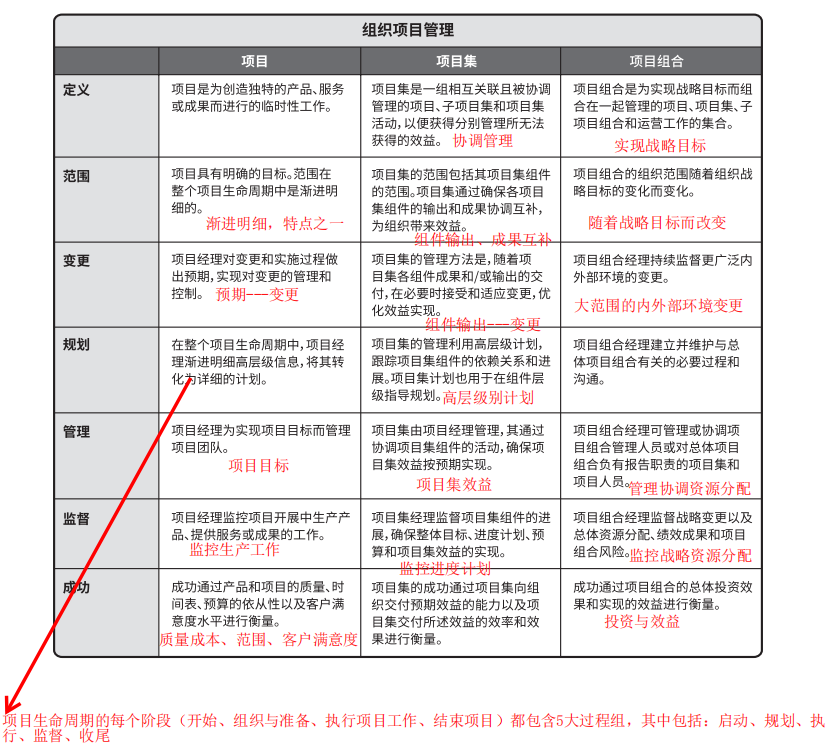 组织项目管理
项目
项目集
项目组合
定义
项目是为创造独特的产品、服务
或成果而进行的临时性工作。
项目集是一组相互关联且被协调
管理的项目、子项目集和项目集
活动，以便获得分别管理所无法
获得的效益。
协调管理
项目组合是为实现战略目标而组
合在一起管理的项目、项目集、子
项目组合和运营工作的集合。
实现战略目标
范围
项目具有明确的目标。范围在
整个项目生命周期中是渐进明
细的。
渐进明细，特点之一
项目集的范围包括其项目集组件
的范围。项目集通过确保各项目
集组件的输出和成果协调互补，
为组织带来效益。
组件输出、成果互补
项目组合的组织范围随着组织战
略目标的变化而变化。
随着战略目标而改变
变更
项目经理对变更和实施过程做
出预期，实现对变更的管理和
控制。
预期---变更
项目集的管理方法是，随着项
目集各组件成果和/或输出的交
付，在必要时接受和适应变更，优
化效益实现。
组件输出---变更
项目组合经理持续监督更广泛内
外部环境的变更。
大范围的内外部环境变更
规划
在整个项目生命周期中，项目经
理渐进明细高层级信息，将其转
化为详细的计划。
项目集的管理利用高层级计划，
跟踪项目集组件的依赖关系和进
展。项目集计划也用于在组件层
级指导规划。
高层级别计划
项目组合经理建立并维护与总
体项目组合有关的必要过程和
沟通。
管理
项目经理为实现项目目标而管理
项目团队。
项目目标
项目集由项目经理管理，其通过
协调项目集组件的活动，确保项
目集效益按预期实现。
项目集效益
项目组合经理可管理或协调项
目组合管理人员或对总体项目
组合负有报告职责的项目集和
项目人员。
管理协调资源分配
监督
项目经理监控项目开展中生产产
品、提供服务或成果的工作。
监控生产工作
项目集经理监督项目集组件的进
展，确保整体目标、进度计划、预
算和项目集效益的实现。
监控进度计划
项目组合经理监督战略变更以及
总体资源分配、绩效成果和项目
组合风险。
监控战略资源分配
成功
成功通过产品和项目的质量、时
间表、预算的依从性以及客户满
意度水平进行衡量。
质量成本、范围、客户满意度
项目集的成功通过项目集向组
织交付预期效益的能力以及项
目集交付所述效益的效率和效
果进行衡量。
成功通过项目组合的总体投资效
果和实现的效益进行衡量。
投资与效益
项目生命周期的每个阶段（开始、组织与准备、执行项目工作、结束项目）都包含5大过程组，其中包括：启动、规划、执
行、监督、收尾